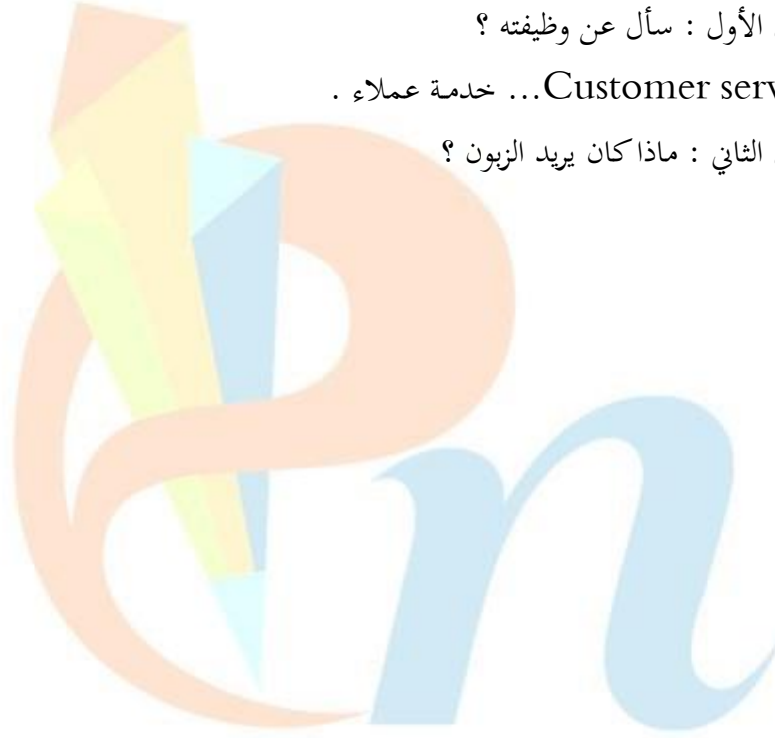 الأول : سأل عن وظيفته ؟
Customer serv... خدمة عملاء .
الثاني : ماذا كان يريد الزبون ؟